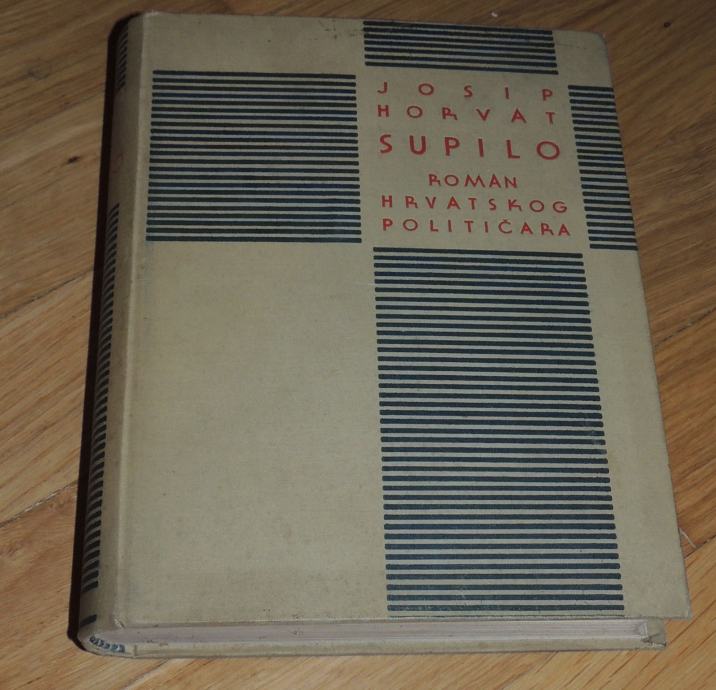 JOSIP
HORVAT
SUPILO
ROMAN
HRVATSKOG
POLITIČARA